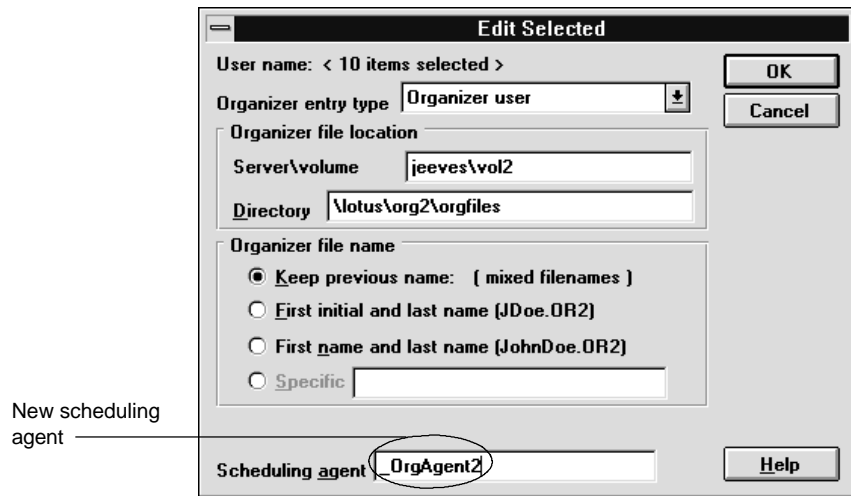 Edit Selected
User name: < 10 items selected >
OK
Organizer entry type Organizer user
Cancel
Organizer file location
Server\volume jeeves\vol2
Directory \lotus\org2\orgfiles
Organizer file name
Keep previous name: ( mixed filenames )
First initial and last name (JDoe.OR2)
First name and last name (JohnDoe.OR2)
Specific
New scheduling
agent
Scheduling agent _OrgAgent2
Help